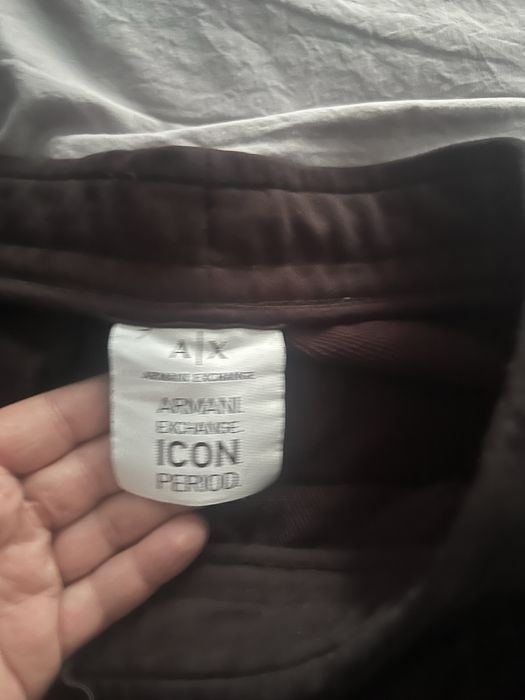 A|X
ARMANI EXCHANGE
ARMANI
EXCHANGE.
ICON
PERIOD.